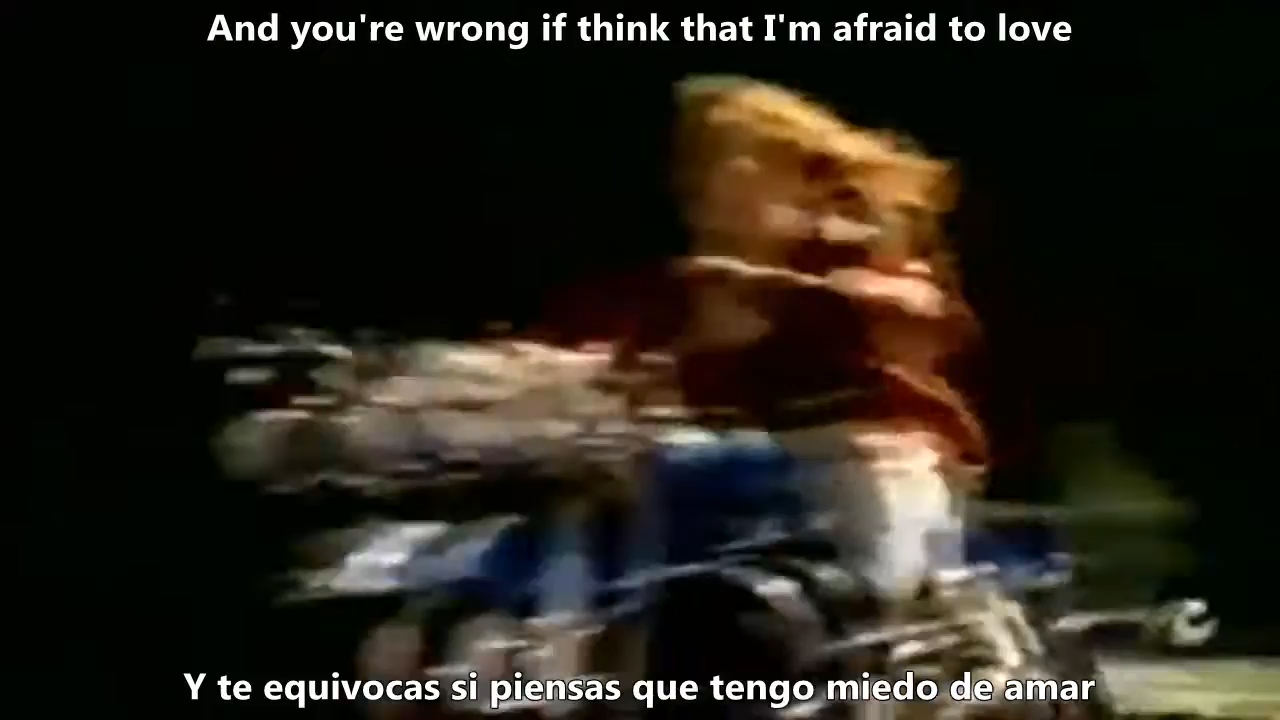 And you're wrong if think that I'm afraid to love
Y te equivocas si piensas que tengo miedo de amar